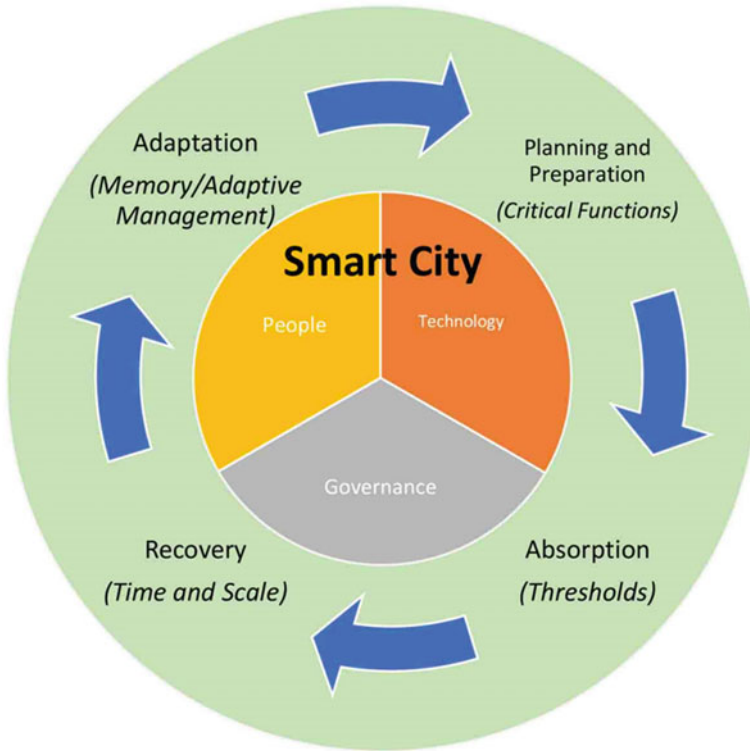 Adaptation
(Memory/Adaptive
Management)
Planning and
Preparation
(Critical Functions)
Smart City
People
Technology
Governance
Recovery
(Time and Scale)
Absorption
(Thresholds)